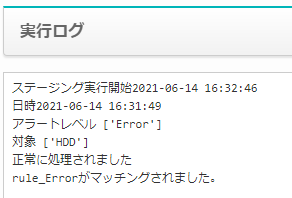 実行ログ
ステージング実行開始2021-06-14 16:32:46
日時2021-06-14 16:31:49
アラートレベル ['Error']
対象 ['HDD']
正常に処理されました
rule_Errorがマッチングされました。